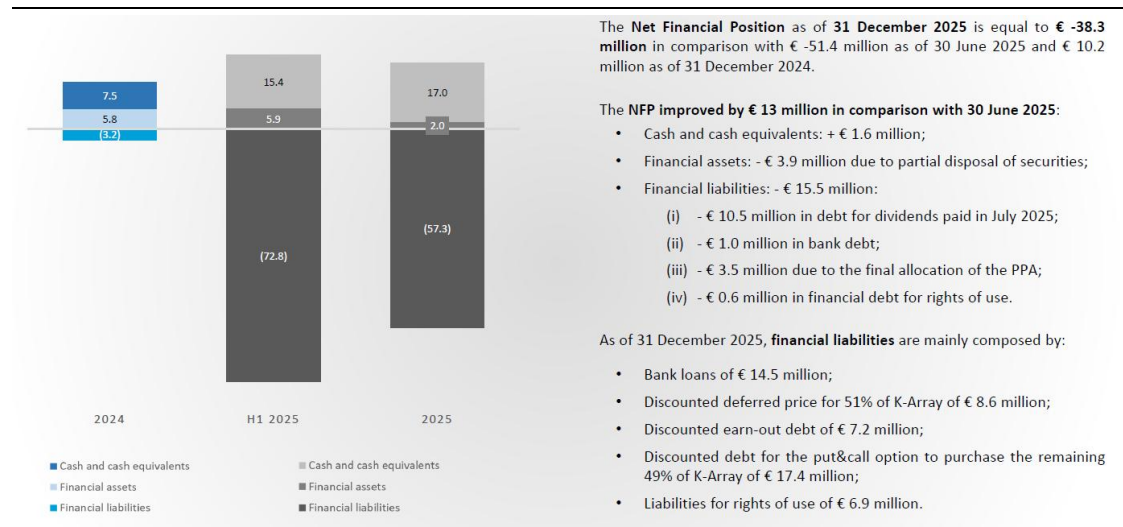 7.5
5.8
(3.2)
15.4
5.9
(72.8)
17.0
2.0
(57.3)
2024
H1 2025
2025
Cash and cash equivalents
Financial assets
Financial liabilities
Cash and cash equivalents
Financial assets
Financial liabilities
The Net Financial Position as of 31 December 2025 is equal to € -38.3
million in comparison with € -51.4 million as of 30 June 2025 and € 10.2
million as of 31 December 2024.
The NFP improved by € 13 million in comparison with 30 June 2025:
• Cash and cash equivalents: + € 1.6 million;
• Financial assets: - € 3.9 million due to partial disposal of securities;
• Financial liabilities: - € 15.5 million:
(i) - € 10.5 million in debt for dividends paid in July 2025;
(ii) - € 1.0 million in bank debt;
(iii) - € 3.5 million due to the final allocation of the PPA;
(iv) - € 0.6 million in financial debt for rights of use.
As of 31 December 2025, financial liabilities are mainly composed by:
• Bank loans of € 14.5 million;
• Discounted deferred price for 51% of K-Array of € 8.6 million;
• Discounted earn-out debt of € 7.2 million;
• Discounted debt for the put&call option to purchase the remaining
49% of K-Array of € 17.4 million;
• Liabilities for rights of use of € 6.9 million.